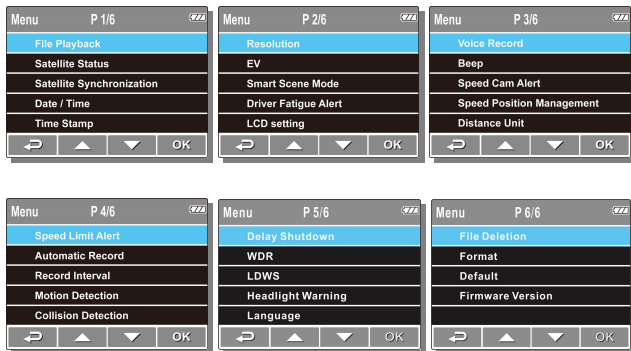 Menu P 1/6
File Playback
Satellite Status
Satellite Synchronization
Date / Time
Time Stamp
OK
Menu P 2/6
Resolution
EV
Smart Scene Mode
Driver Fatigue Alert
LCD setting
OK
Menu P 3/6
Voice Record
Beep
Speed Cam Alert
Speed Position Management
Distance Unit
OK
Menu P 4/6
Speed Limit Alert
Automatic Record
Record Interval
Motion Detection
Collision Detection
OK
Menu P 5/6
Delay Shutdown
WDR
LDWS
Headlight Warning
Language
OK
Menu P 6/6
File Deletion
Format
Default
Firmware Version
OK